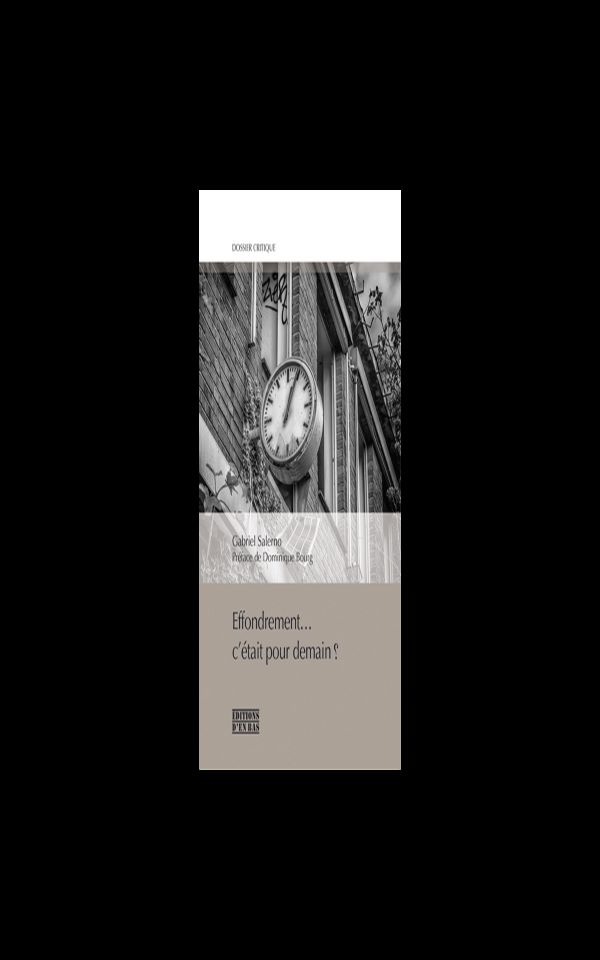 DOSSIER CRITIQUE
Gabriel Salerno
Préface de Dominique Bourg
Effondrement...
c'était pour demain⸮
EDITIONS
D'EN BAS